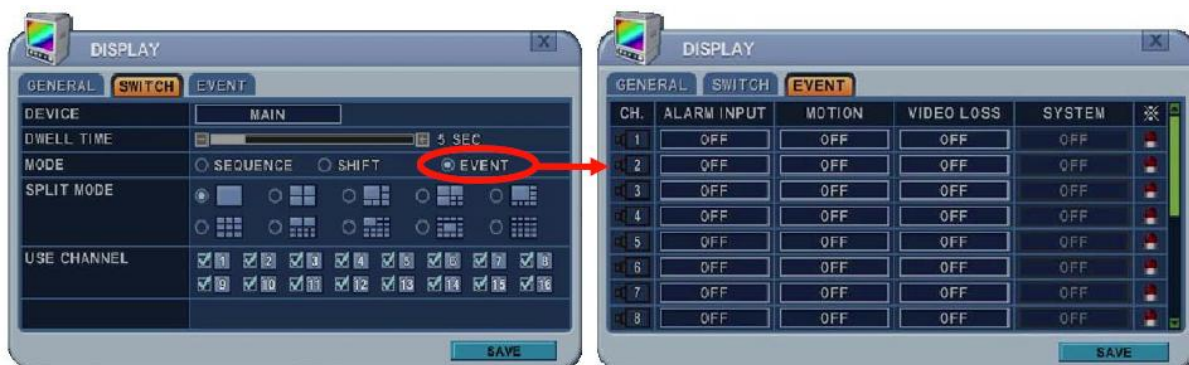 DISPLAY
GENERAL SWITCH EVENT
DEVICE MAIN
DWELL TIME 5 SEC
MODE SEQUENCE SHIFT EVENT
SPLIT MODE
USE CHANNEL 1 2 3 4 5 6 7 8
9 10 11 12 13 14 15 16
SAVE
DISPLAY
GENERAL SWITCH EVENT
CH. ALARM INPUT MOTION VIDEO LOSS SYSTEM ※
1 OFF OFF OFF OFF
2 OFF OFF OFF OFF
3 OFF OFF OFF OFF
4 OFF OFF OFF OFF
5 OFF OFF OFF OFF
6 OFF OFF OFF OFF
7 OFF OFF OFF OFF
8 OFF OFF OFF OFF
SAVE